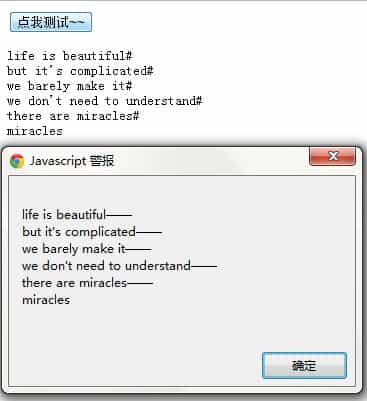 点我测试~~
life is beautiful#
but it's complicated#
we barely make it#
we don't need to understand#
there are miracles#
miracles
Javascript 警报
life is beautiful——
but it's complicated——
we barely make it——
we don't need to understand——
there are miracles——
miracles
确定